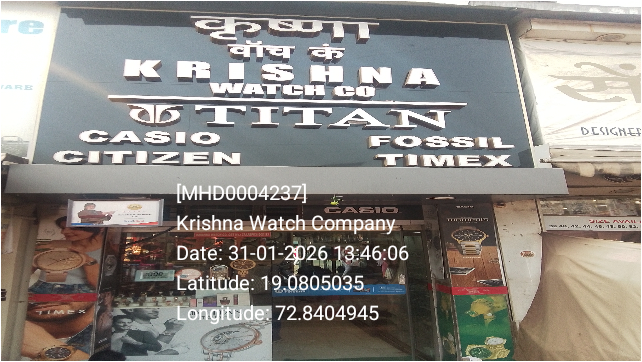 कृष्णा
वॉच कं
KRISHNA
WATCH CO
TITAN
CASIO
FOSSIL
CITIZEN
TIMEX
DESIGNER
[MHD0004237]
CASIO
Krishna Watch Company
Date: 31-01-2026 13:46:06
Latitude: 19.0805035
Longitude: 72.8404945
TIMEX